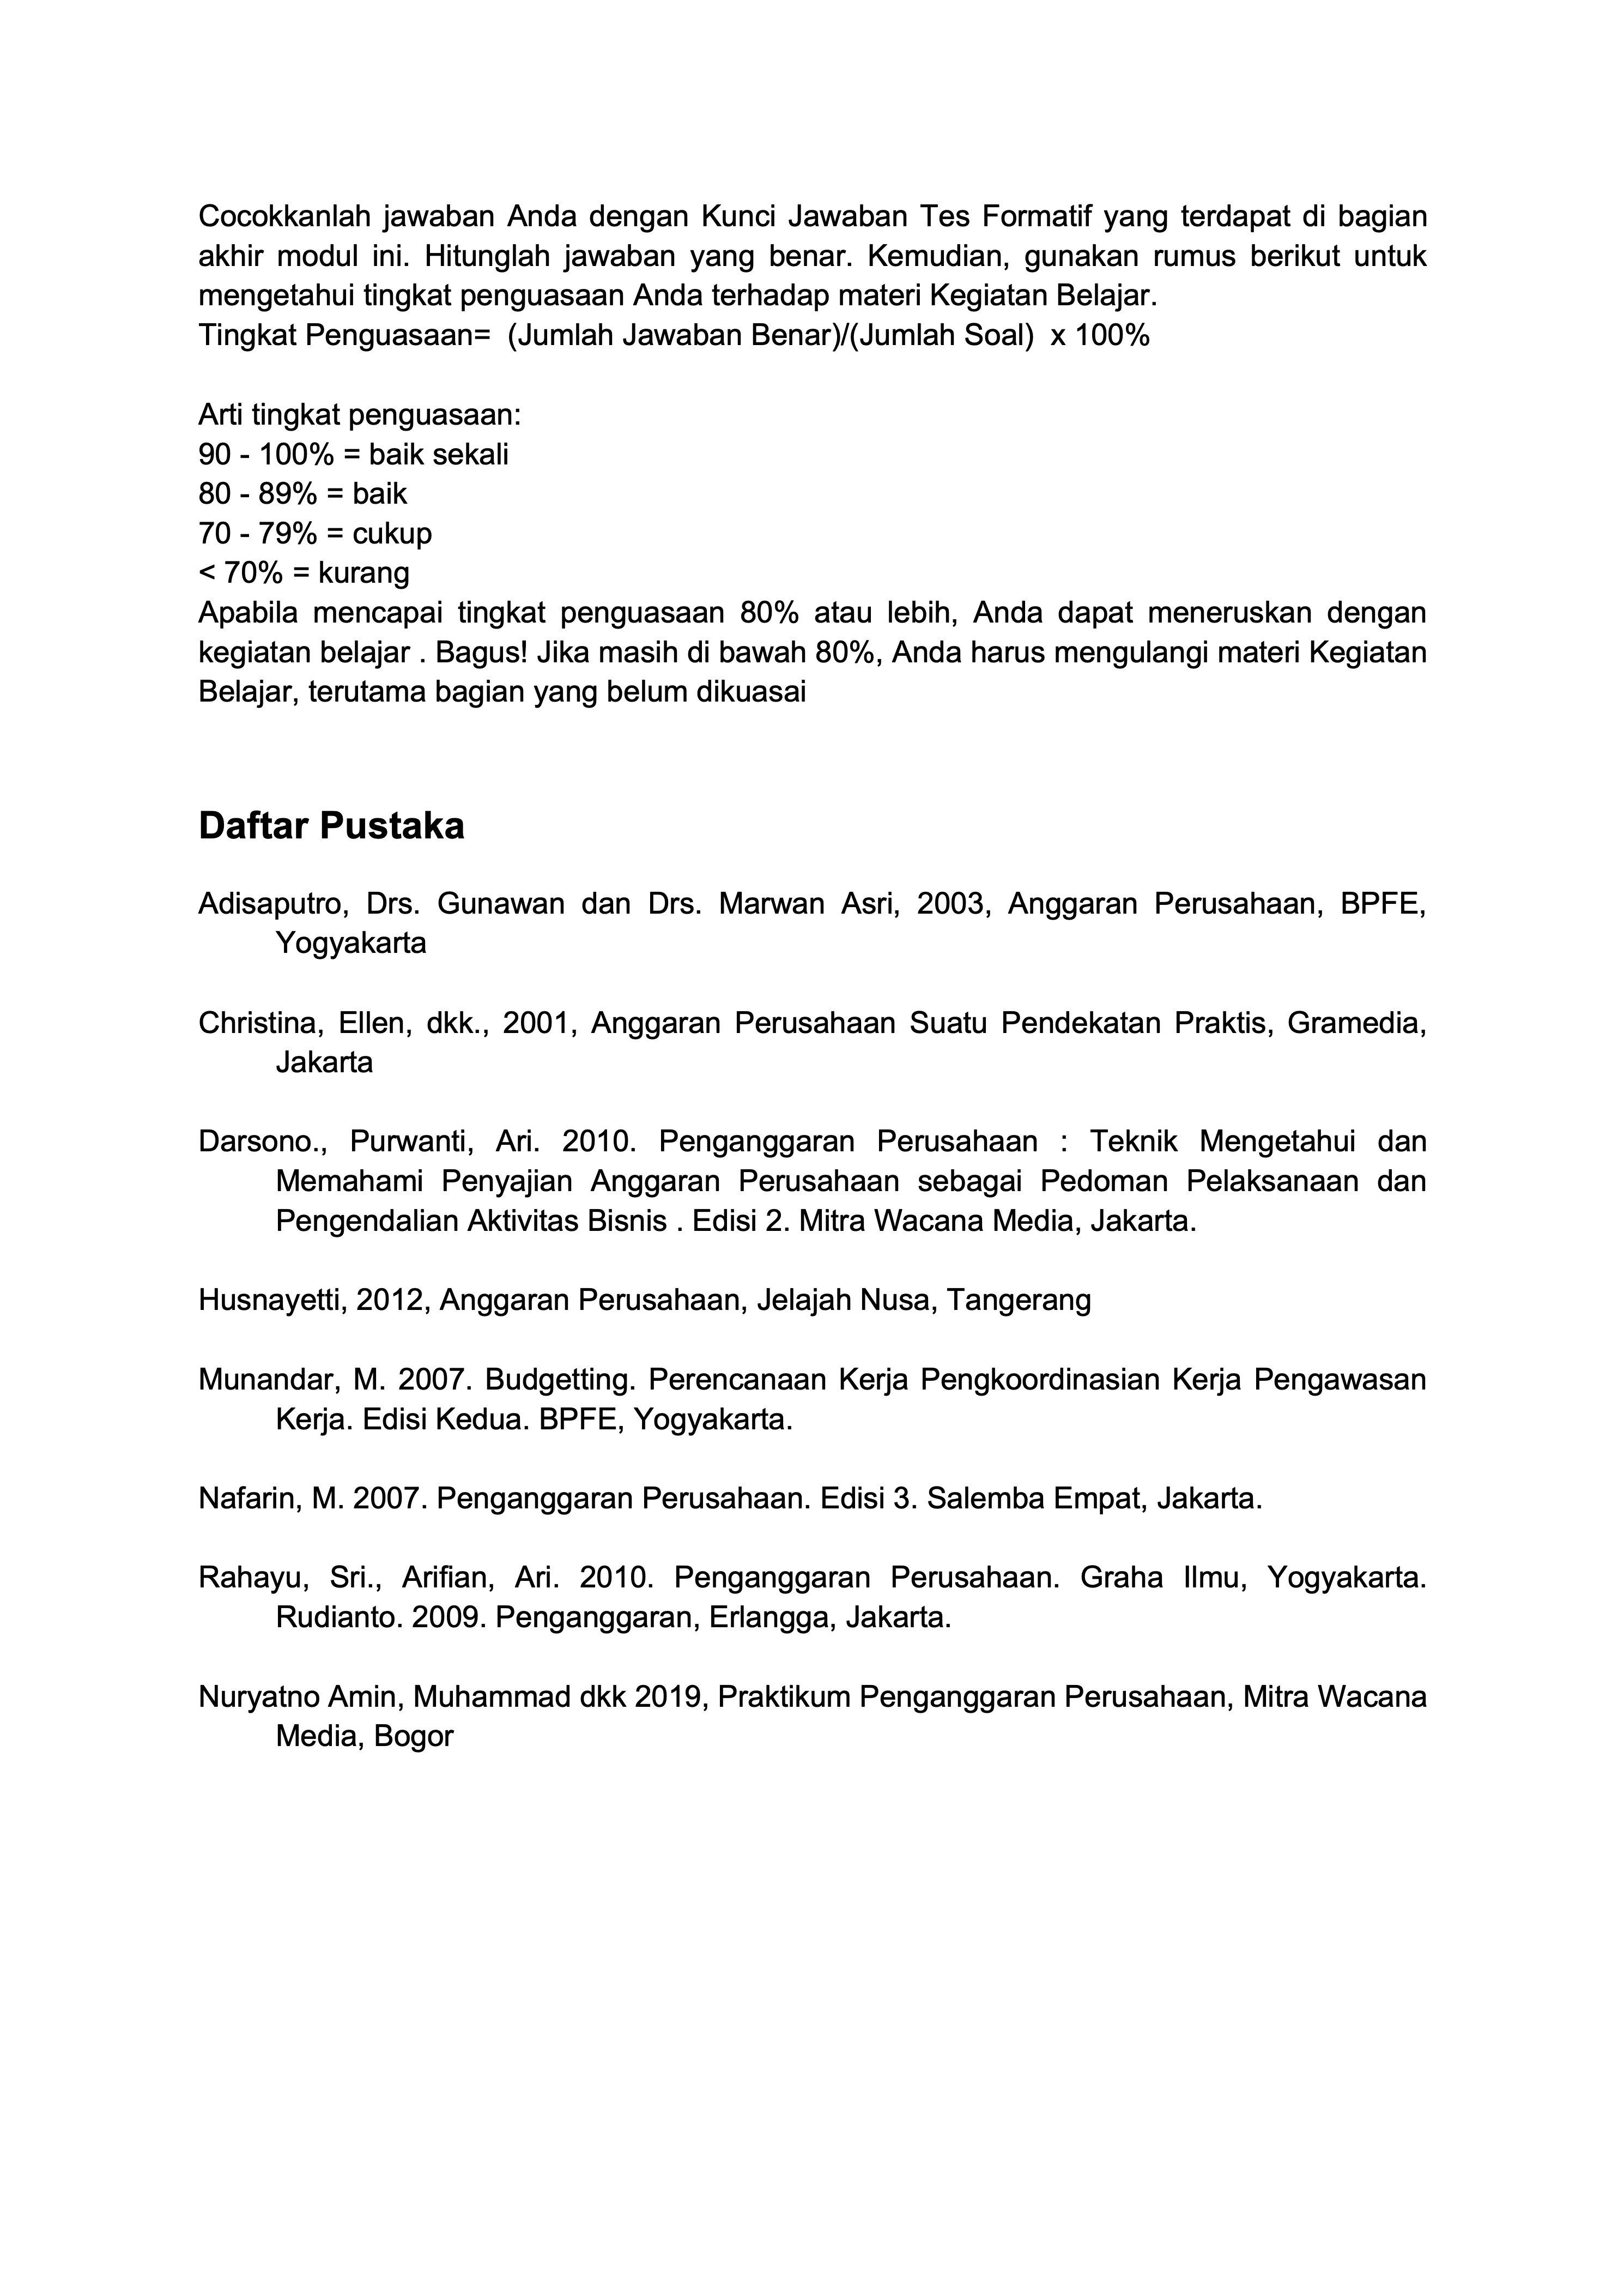 Cocokkanlah jawaban Anda dengan Kunci Jawaban Tes Formatif yang terdapat di bagian
akhir modul ini. Hitunglah jawaban yang benar. Kemudian, gunakan rumus berikut untuk
mengetahui tingkat penguasaan Anda terhadap materi Kegiatan Belajar.
Tingkat Penguasaan=  (Jumlah Jawaban Benar)/(Jumlah Soal)  x 100%
Arti tingkat penguasaan:
90 - 100% = baik sekali
80 - 89% = baik
70 - 79% = cukup
< 70% = kurang
Apabila mencapai tingkat penguasaan 80% atau lebih, Anda dapat meneruskan dengan
kegiatan belajar . Bagus! Jika masih di bawah 80%, Anda harus mengulangi materi Kegiatan
Belajar, terutama bagian yang belum dikuasai
Daftar Pustaka
Adisaputro, Drs. Gunawan dan Drs. Marwan Asri, 2003, Anggaran Perusahaan, BPFE,
Yogyakarta
Christina, Ellen, dkk., 2001, Anggaran Perusahaan Suatu Pendekatan Praktis, Gramedia,
Jakarta
Darsono., Purwanti, Ari. 2010. Penganggaran Perusahaan : Teknik Mengetahui dan
Memahami Penyajian Anggaran Perusahaan sebagai Pedoman Pelaksanaan dan
Pengendalian Aktivitas Bisnis . Edisi 2. Mitra Wacana Media, Jakarta.
Husnayetti, 2012, Anggaran Perusahaan, Jelajah Nusa, Tangerang
Munandar, M. 2007. Budgetting. Perencanaan Kerja Pengkoordinasian Kerja Pengawasan
Kerja. Edisi Kedua. BPFE, Yogyakarta.
Nafarin, M. 2007. Penganggaran Perusahaan. Edisi 3. Salemba Empat, Jakarta.
Rahayu, Sri., Arifian, Ari. 2010. Penganggaran Perusahaan. Graha Ilmu, Yogyakarta.
Rudianto. 2009. Penganggaran, Erlangga, Jakarta.
Nuryatno Amin, Muhammad dkk 2019, Praktikum Penganggaran Perusahaan, Mitra Wacana
Media, Bogor